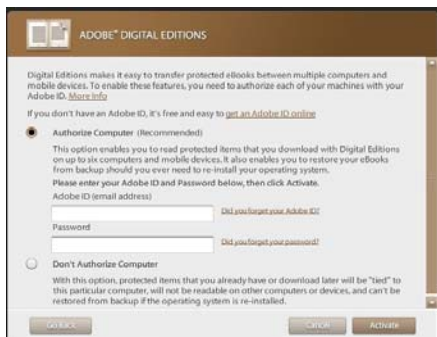 ADOBE® DIGITAL EDITIONS
Digital Editions makes it easy to transfer protected eBooks between multiple computers and
mobile devices. To enable these features, you need to authorize each of your machines with your
Adobe ID. More Info
If you don't have an Adobe ID, it's free and easy to get an Adobe ID online
Authorize Computer (Recommended)
This option enables you to read protected items that you download with Digital Editions
on up to six computers and mobile devices. It also enables you to restore your eBooks
from backup should you ever need to re-install your operating system.
Please enter your Adobe ID and Password below, then click Activate.
Adobe ID (email address)
Did you forget your Adobe ID?
Password
Did you forget your password?
Don't Authorize Computer
With this option, protected items that you already have or download later will be "tied" to
this particular computer, will not be readable on other computers or devices, and can't be
restored from backup if the operating system is re-installed.
Go Back Cancel Activate